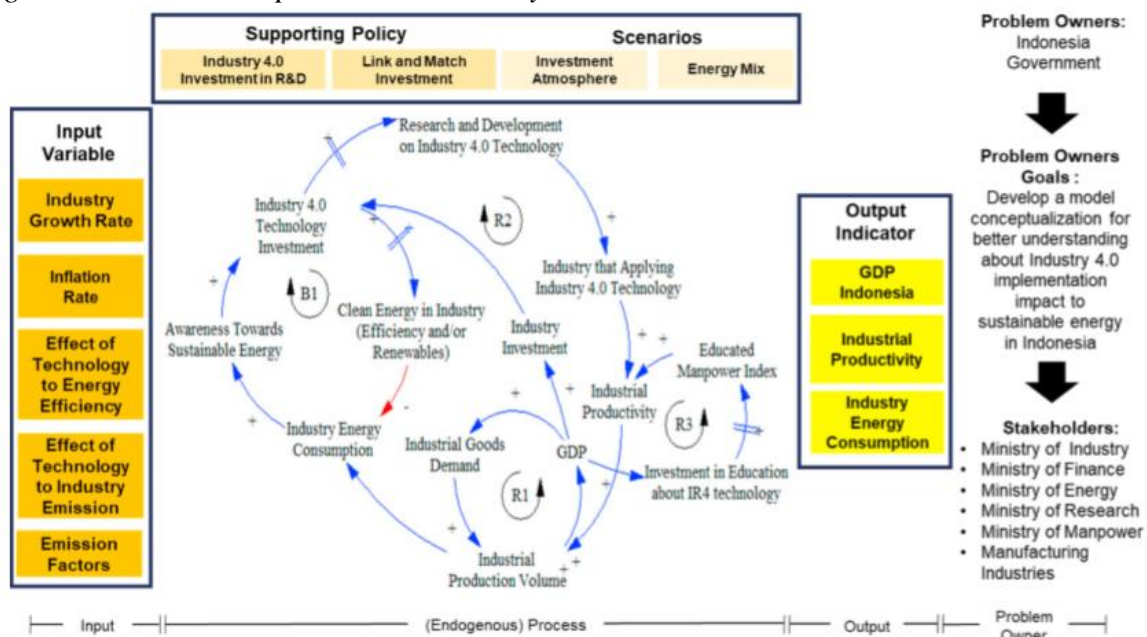 Supporting Policy
Scenarios
Industry 4.0
Investment in R&D
Link and Match
Investment
Investment
Atmosphere
Energy Mix
Input
Variable
Industry
Growth Rate
Inflation
Rate
Effect of
Technology
to Energy
Efficiency
Effect of
Technology
to Industry
Emission
Emission
Factors
Research and Development
on Industry 4.0 Technology
+
Industry 4.0
Technology
Investment
+
R2
+
+
B1
Industry that Applying
Industry 4.0 Technology
Clean Energy in Industry
(Efficiency and/or
Renewables)
Industry
Investment
Awareness Towards
Sustainable Energy
+
+
Educated
Manpower Index
Industrial
Productivity
R3
+
+
+
-
+
Industry Energy
Consumption
Industrial Goods
Demand
GDP
Investment in Education
about IR4 technology
+
R1
+
+
+
+
Industrial
Production Volume
Output
Indicator
GDP
Indonesia
Industrial
Productivity
Industry
Energy
Consumption
Problem Owners:
Indonesia
Government
Problem Owners
Goals :
Develop a model
conceptualization for
better understanding
about Industry 4.0
implementation
impact to
sustainable energy
in Indonesia
Stakeholders:
• Ministry of Industry
• Ministry of Finance
• Ministry of Energy
• Ministry of Research
• Ministry of Manpower
• Manufacturing
Industries
Input
(Endogenous) Process
Output
Problem